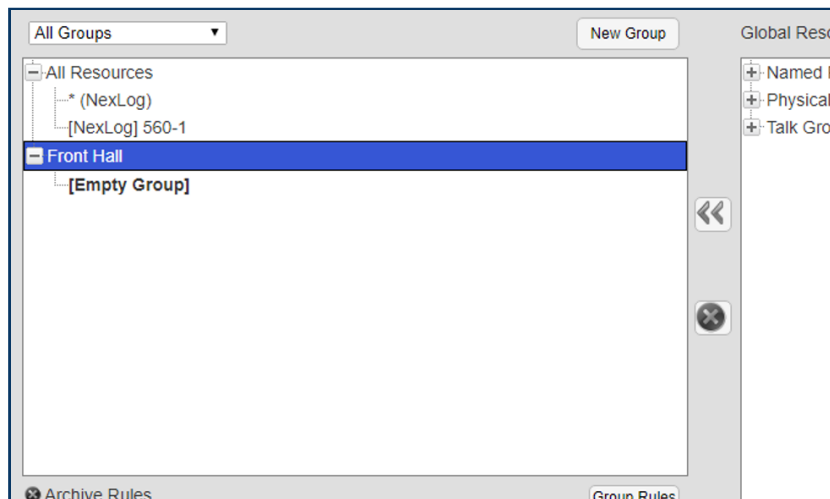 All Groups
New Group
Global Reso
All Resources
* (NexLog)
[NexLog] 560-1
Front Hall
[Empty Group]
Named
Physical
Talk Gro
Archive Rules
Group Rules